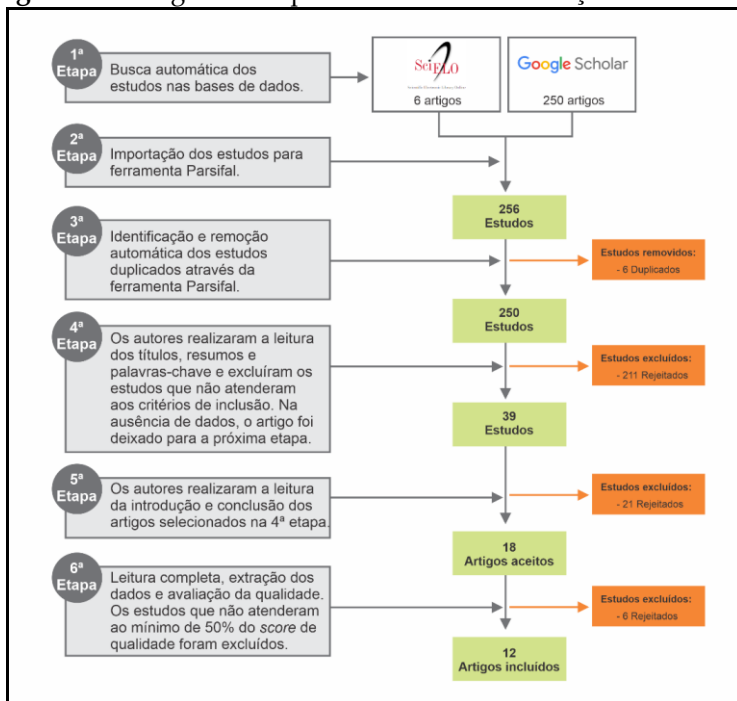 1ª
Etapa
Busca automática dos
estudos nas bases de dados.
SciELO
6 artigos
Google Scholar
250 artigos
2ª
Etapa
Importação dos estudos para
ferramenta Parsifal.
256
Estudos
3ª
Etapa
Identificação e remoção
automática dos estudos
duplicados através da
ferramenta Parsifal.
Estudos removidos:
- 6 Duplicados
250
Estudos
4ª
Etapa
Os autores realizaram a leitura
dos títulos, resumos e
palavras-chave e excluíram os
estudos que não atenderam
aos critérios de inclusão. Na
ausência de dados, o artigo foi
deixado para a próxima etapa.
Estudos excluídos:
- 211 Rejeitados
39
Estudos
5ª
Etapa
Os autores realizaram a leitura
da introdução e conclusão dos
artigos selecionados na 4ª etapa.
Estudos excluídos:
- 21 Rejeitados
18
Artigos aceitos
6ª
Etapa
Leitura completa, extração dos
dados e avaliação da qualidade.
Os estudos que não atenderam
ao mínimo de 50% do score de
qualidade foram excluídos.
Estudos excluídos:
- 6 Rejeitados
12
Artigos incluídos